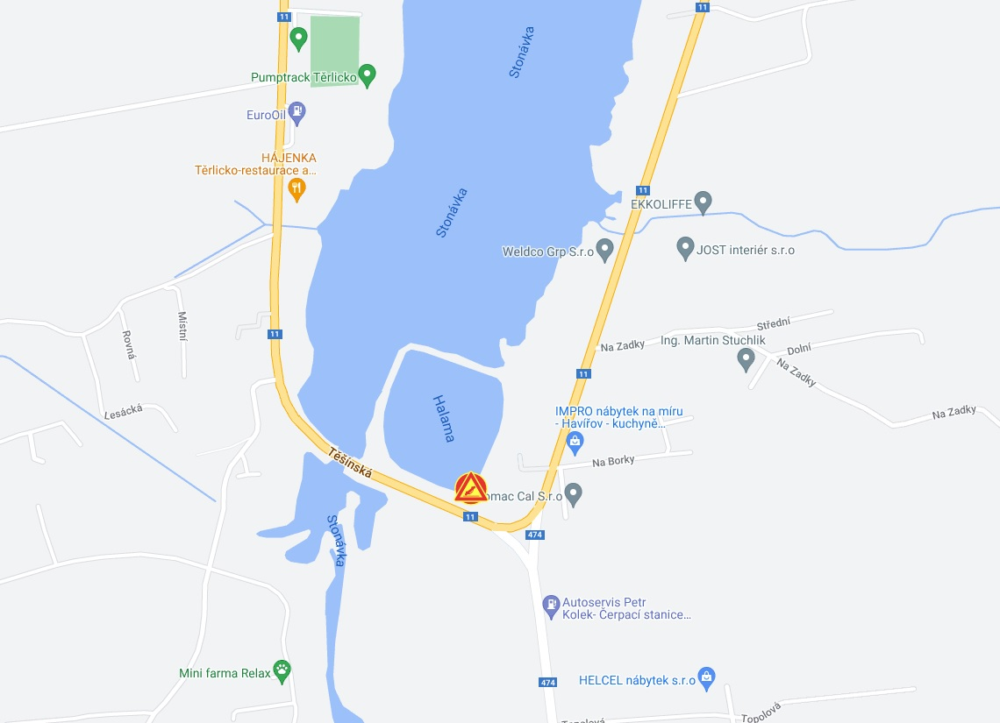 11
11
Stonávka
Pumptrack Těrlicko
EuroOil
HÁJENKA
Těrlicko-restaurace a...
11
EKKOLIFFE
Stonávka
Weldco Grp S.r.o
JOST interiér s.r.o
Místní
Rovná
11
Střední
Na Zadky
Ing. Martin Stuchlik
Dolní
Na Zadky
11
Lesácká
Halama
IMPRO nábytek na míru
- Havířov - kuchyně...
Na Zadky
Těšínská
Na Borky
omac Cal S.r.o
11
474
Stonávka
Autoservis Petr
Kolek- Čerpací stanice...
Mini farma Relax
474
HELCEL nábytek s.r.o
Topolová
Topolová